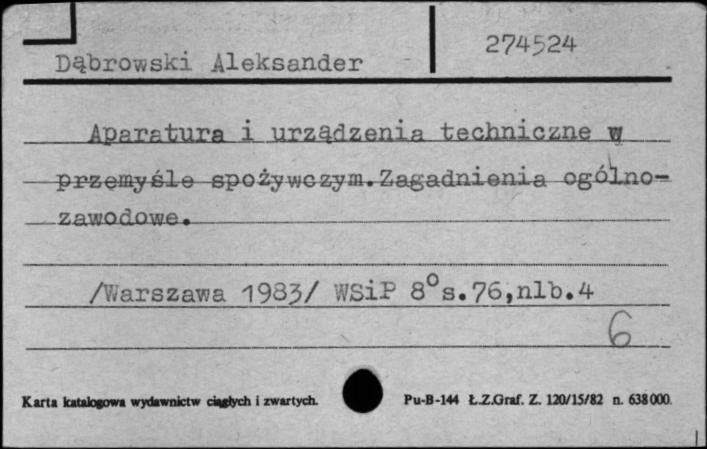 274524
Dąbrowski Aleksander
Aparatura i urządzenia techniczne w
przemyśle spożywczym.Zagadnienia ogólno-
zawodowe.
/Warszawa 1983/ WSiP 8° s.76,nlb.4
6
Karta katalogowa wydawnictw ciągłych i zwartych.
Pu-B-144 Ł.Z.Graf. Z. 120/15/82 n. 638000.